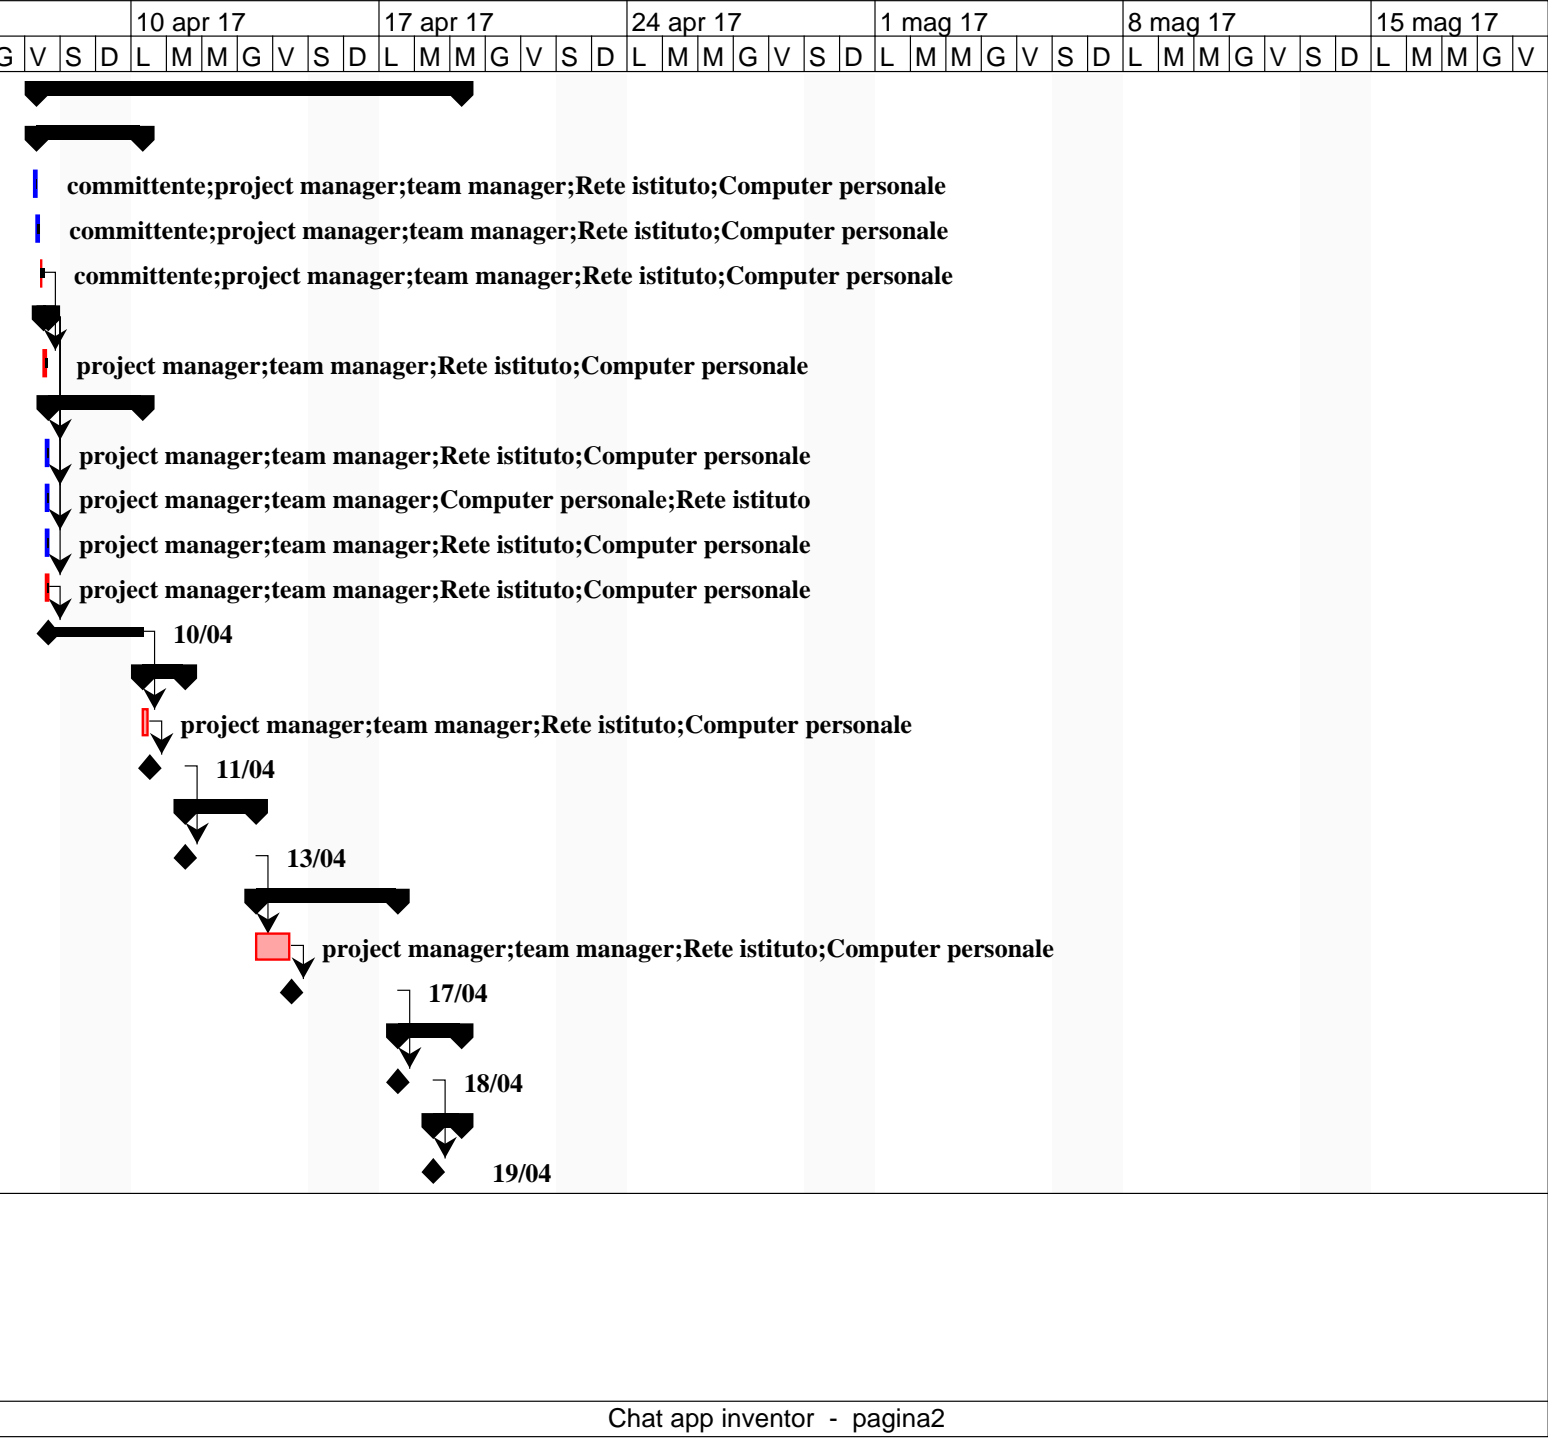 10 apr 17 17 apr 17 24 apr 17 1 mag 17 8 mag 17 15 mag 17
G V S D L M M G V S D L M M G V S D L M M G V S D L M M G V S D L M M G V S D L M M G V
committente;project manager;team manager;Rete istituto;Computer personale
committente;project manager;team manager;Rete istituto;Computer personale
committente;project manager;team manager;Rete istituto;Computer personale
project manager;team manager;Rete istituto;Computer personale
project manager;team manager;Rete istituto;Computer personale
project manager;team manager;Computer personale;Rete istituto
project manager;team manager;Rete istituto;Computer personale
project manager;team manager;Rete istituto;Computer personale
10/04
project manager;team manager;Rete istituto;Computer personale
11/04
13/04
project manager;team manager;Rete istituto;Computer personale
17/04
18/04
19/04
Chat app inventor - pagina2